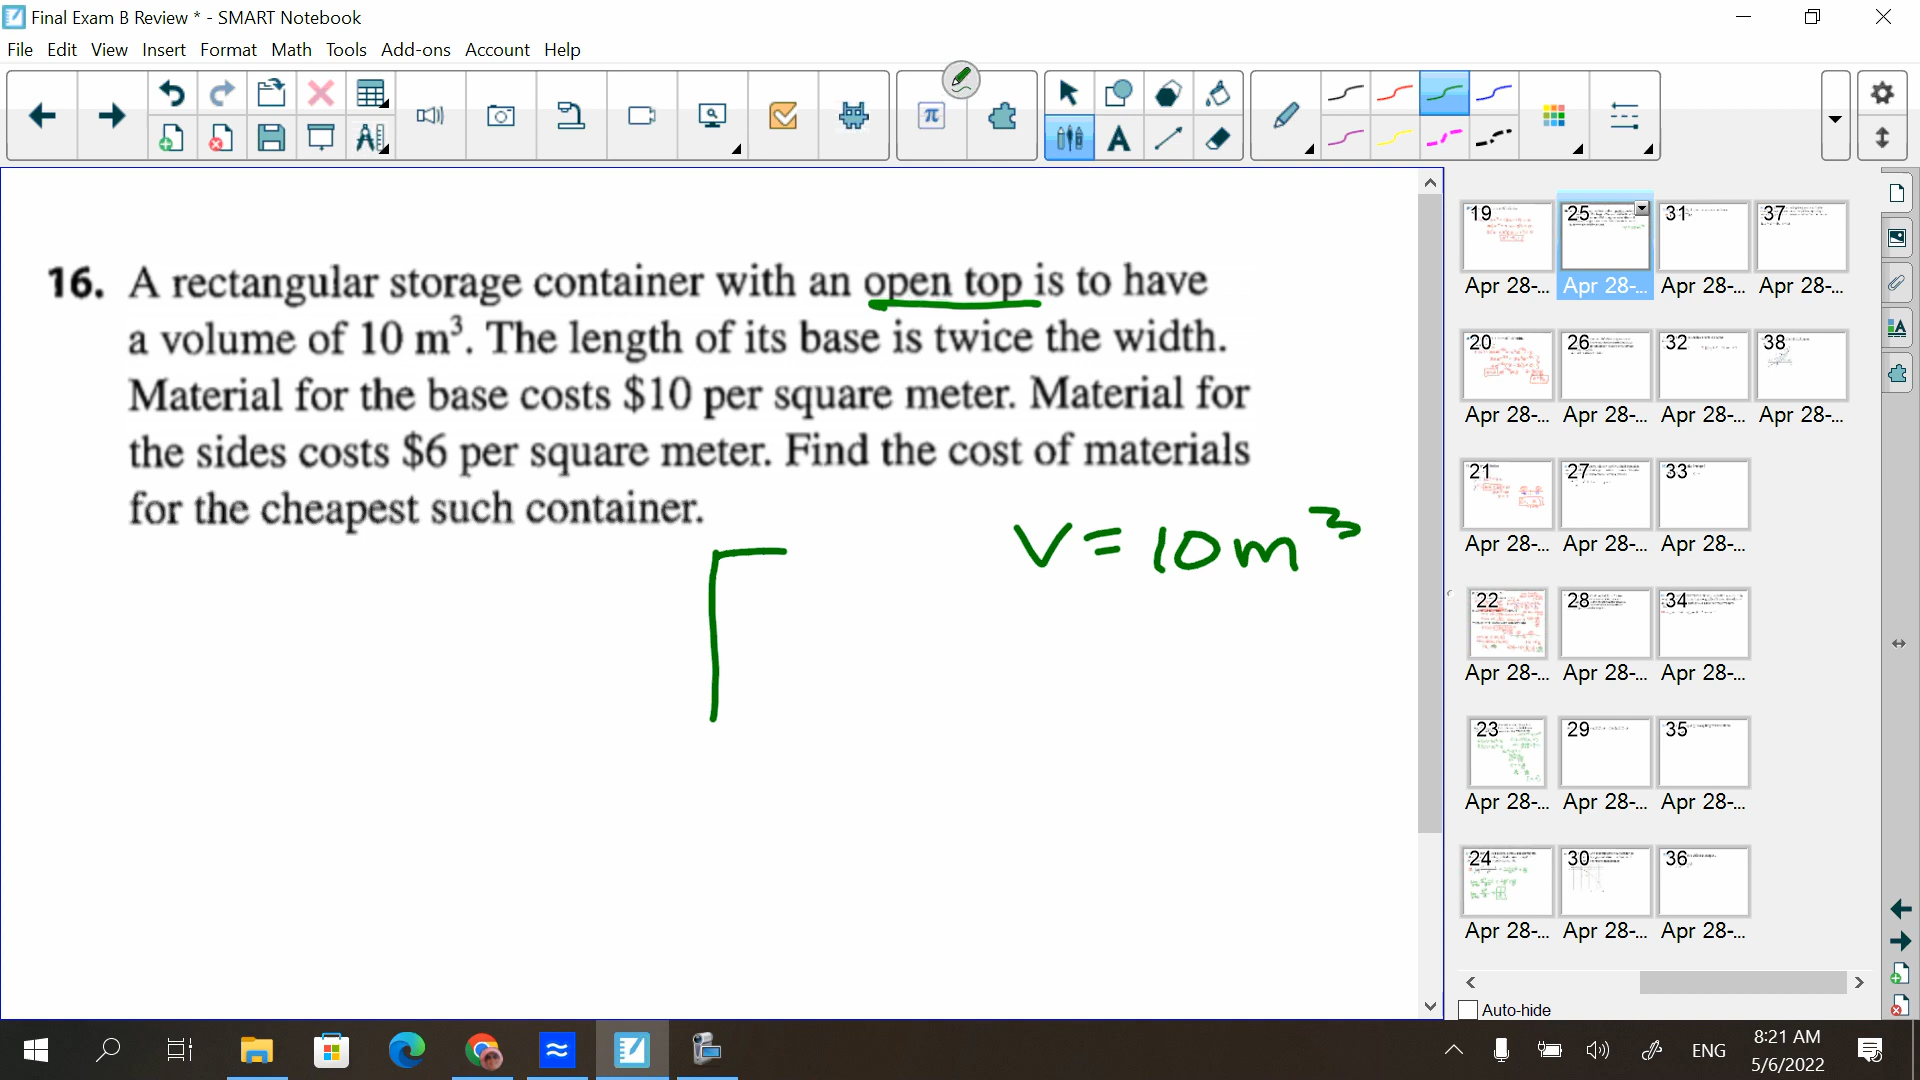 Final Exam B Review * - SMART Notebook
File Edit View Insert Format Math Tools Add-ons Account Help
16. A rectangular storage container with an open top is to have
a volume of 10 m³. The length of its base is twice the width.
Material for the base costs $10 per square meter. Material for
the sides costs $6 per square meter. Find the cost of materials
for the cheapest such container.
V = 10 m³
19 25 31 37
Apr 28-... Apr 28-... Apr 28-... Apr 28-...
20 26 32 38
Apr 28-... Apr 28-... Apr 28-... Apr 28-...
21 27 33
Apr 28-... Apr 28-... Apr 28-...
22 28 34
Apr 28-... Apr 28-... Apr 28-...
23 29 35
Apr 28-... Apr 28-... Apr 28-...
24 30 36
Apr 28-... Apr 28-... Apr 28-...
Auto-hide
ENG
8:21 AM
5/6/2022